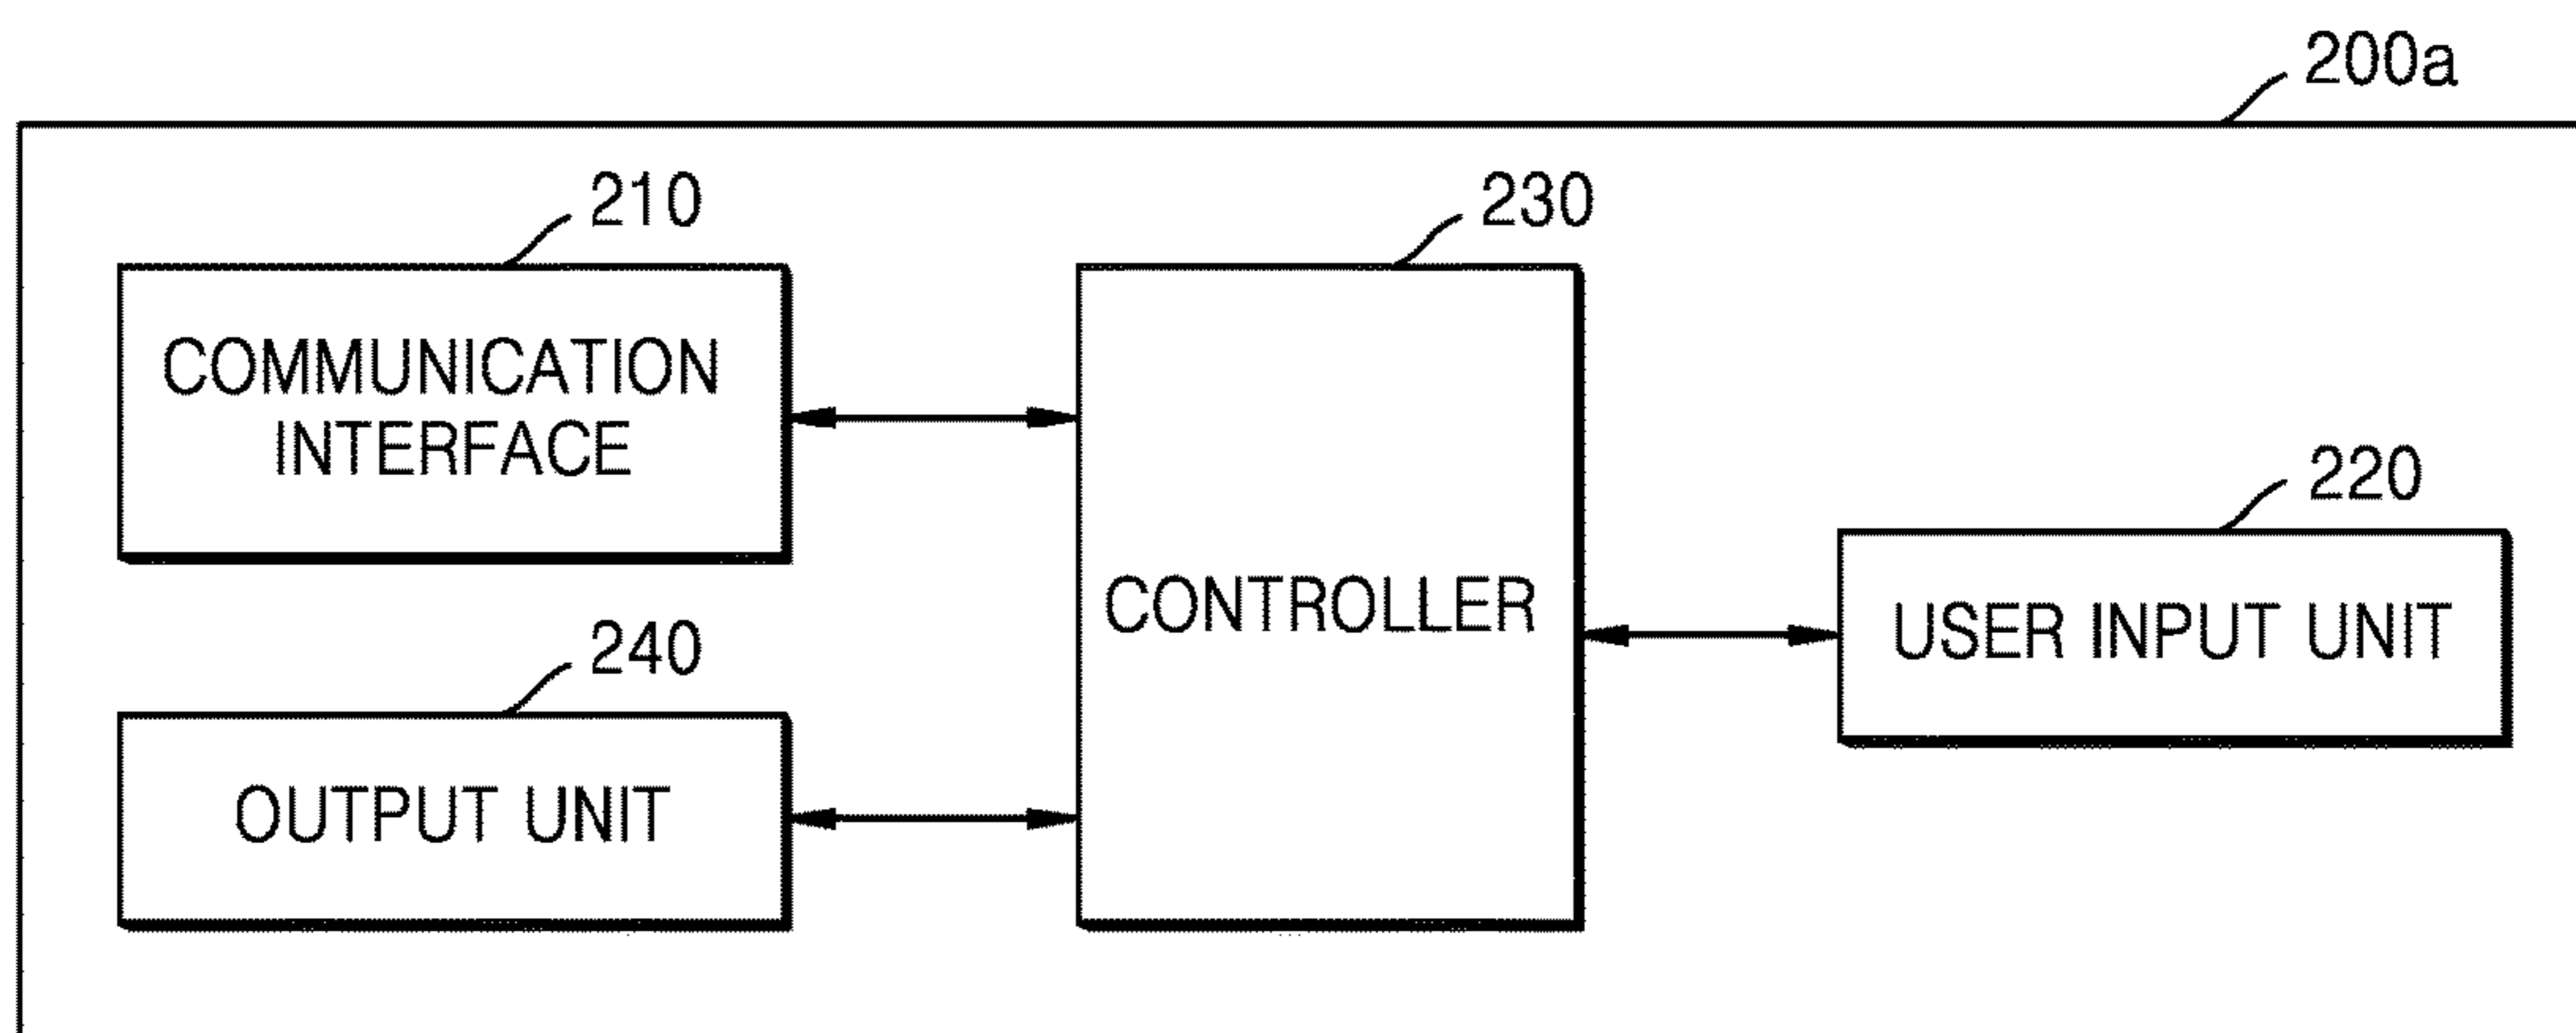 200a
210
230
COMMUNICATION
INTERFACE
220
CONTROLLER
USER INPUT UNIT
240
OUTPUT UNIT